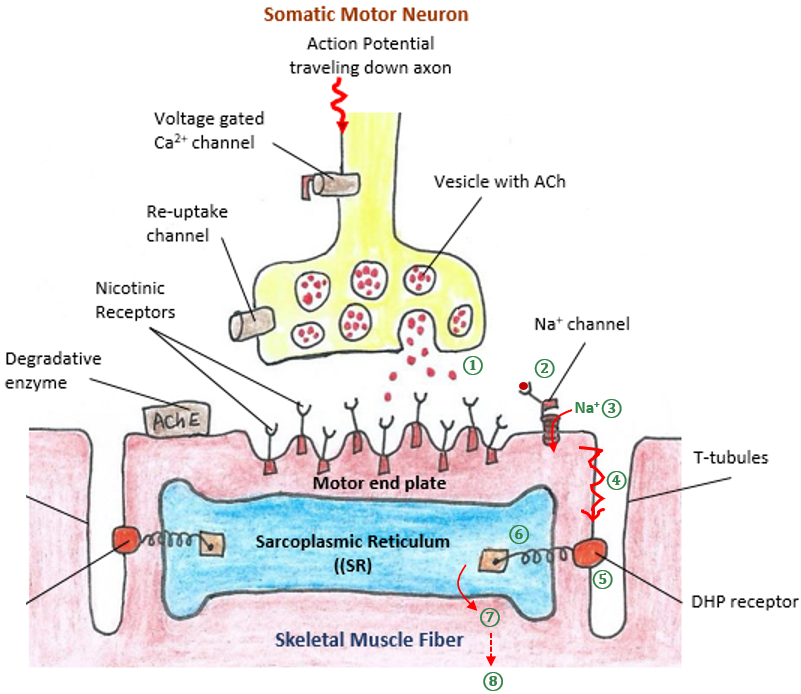 Somatic Motor Neuron
Action Potential
traveling down axon
Voltage gated
Ca²⁺ channel
Vesicle with ACh
Re-uptake
channel
Nicotinic
Receptors
Na⁺ channel
Degradative
enzyme
①
②
AChE
Na⁺ ③
Motor end plate
④
T-tubules
Sarcoplasmic Reticulum
((SR)
⑥
⑤
DHP receptor
⑦
Skeletal Muscle Fiber
⑧